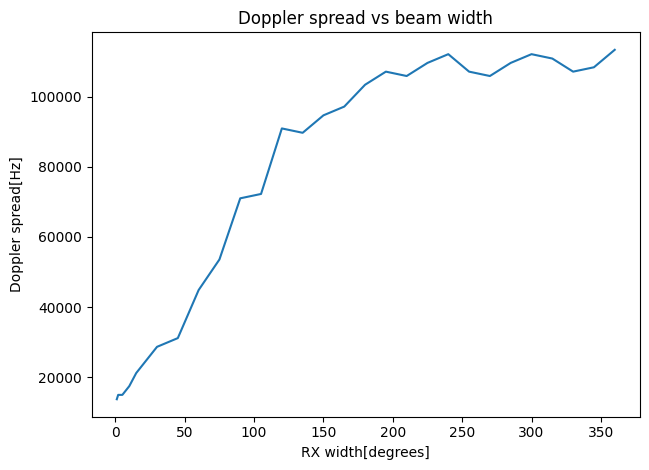 Doppler spread vs beam width
Doppler spread[Hz]
100000
80000
60000
40000
20000
0 50 100 150 200 250 300 350
RX width[degrees]